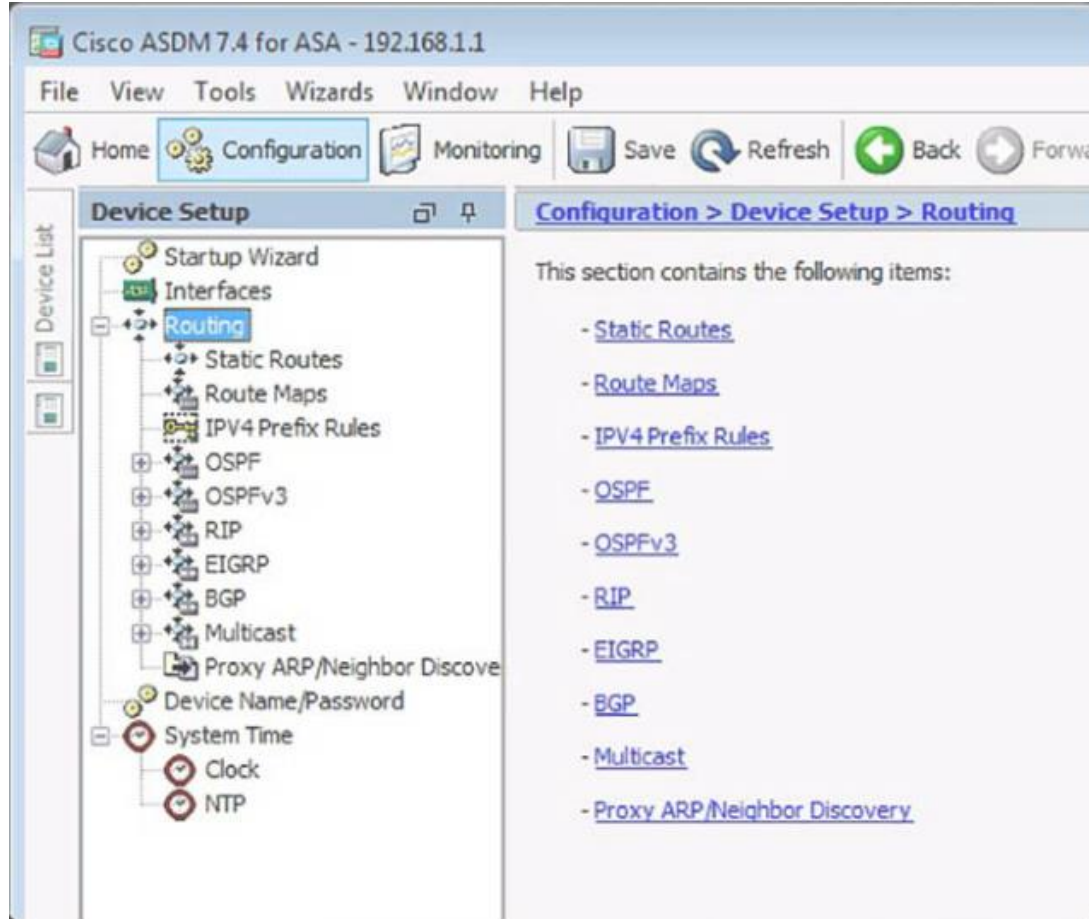 Cisco ASDM 7.4 for ASA - 192.168.1.1
File View Tools Wizards Window Help
Home Configuration Monitoring Save Refresh Back Forwa
Device List
Device Setup
Startup Wizard
Interfaces
Routing
Static Routes
Route Maps
IPV4 Prefix Rules
OSPF
OSPFv3
RIP
EIGRP
BGP
Multicast
Proxy ARP/Neighbor Discove
Device Name/Password
System Time
Clock
NTP
Configuration > Device Setup > Routing
This section contains the following items:
- Static Routes
- Route Maps
- IPV4 Prefix Rules
- OSPF
- OSPFv3
- RIP
- EIGRP
- BGP
- Multicast
- Proxy ARP/Neighbor Discovery